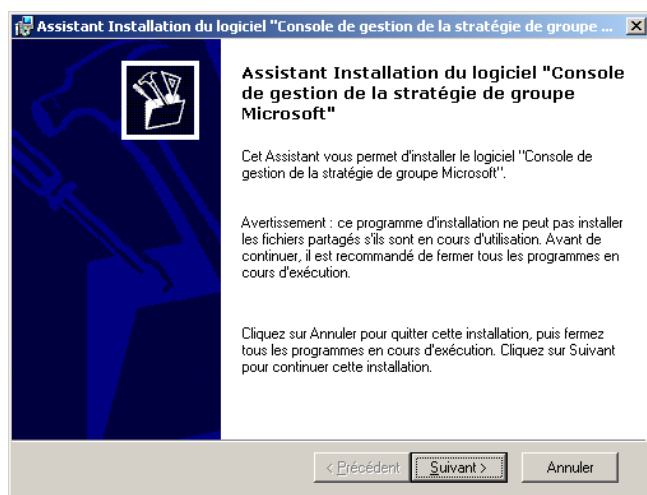 Assistant Installation du logiciel "Console de gestion de la stratégie de groupe ...
Assistant Installation du logiciel "Console
de gestion de la stratégie de groupe
Microsoft"
Cet Assistant vous permet d'installer le logiciel "Console de
gestion de la stratégie de groupe Microsoft".
Avertissement : ce programme d'installation ne peut pas installer
les fichiers partagés s'ils sont en cours d'utilisation. Avant de
continuer, il est recommandé de fermer tous les programmes en
cours d'exécution.
Cliquez sur Annuler pour quitter cette installation, puis fermez
tous les programmes en cours d'exécution. Cliquez sur Suivant
pour continuer cette installation.
< Précédent Suivant > Annuler